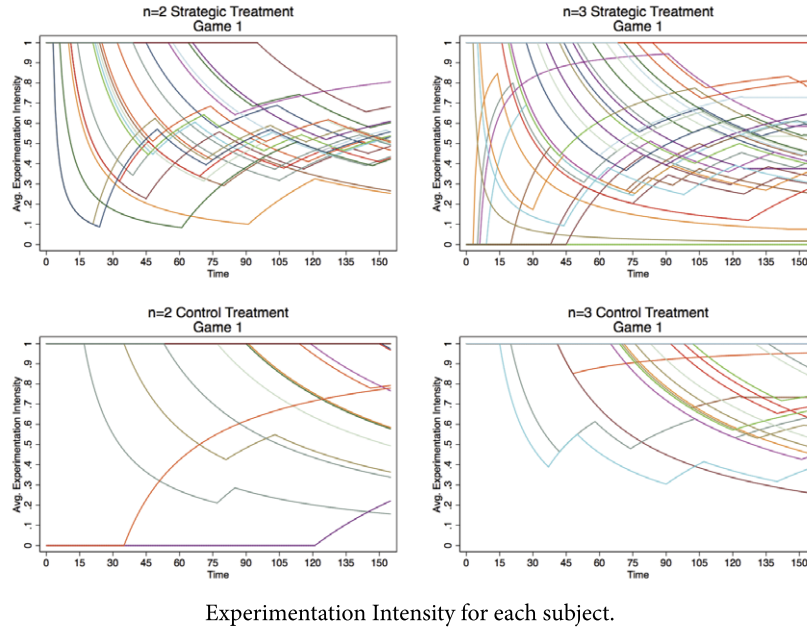 n=2 Strategic Treatment
Game 1
Avg. Experimentation Intensity
1
.9
.8
.7
.6
.5
.4
.3
.2
.1
0
0 15 30 45 60 75 90 105 120 135 150
Time
n=3 Strategic Treatment
Game 1
Avg. Experimentation Intensity
1
.9
.8
.7
.6
.5
.4
.3
.2
.1
0
0 15 30 45 60 75 90 105 120 135 150
Time
n=2 Control Treatment
Game 1
Avg. Experimentation Intensity
1
.9
.8
.7
.6
.5
.4
.3
.2
.1
0
0 15 30 45 60 75 90 105 120 135 150
Time
n=3 Control Treatment
Game 1
Avg. Experimentation Intensity
1
.9
.8
.7
.6
.5
.4
.3
.2
.1
0
0 15 30 45 60 75 90 105 120 135 150
Time
Experimentation Intensity for each subject.